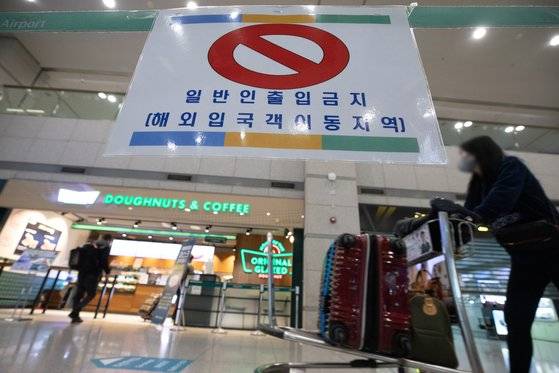 Airport
일반인출입금지
(해외입국객이동지역)
DOUGHNUTS & COFFEE
ORIGINAL
GLAZED